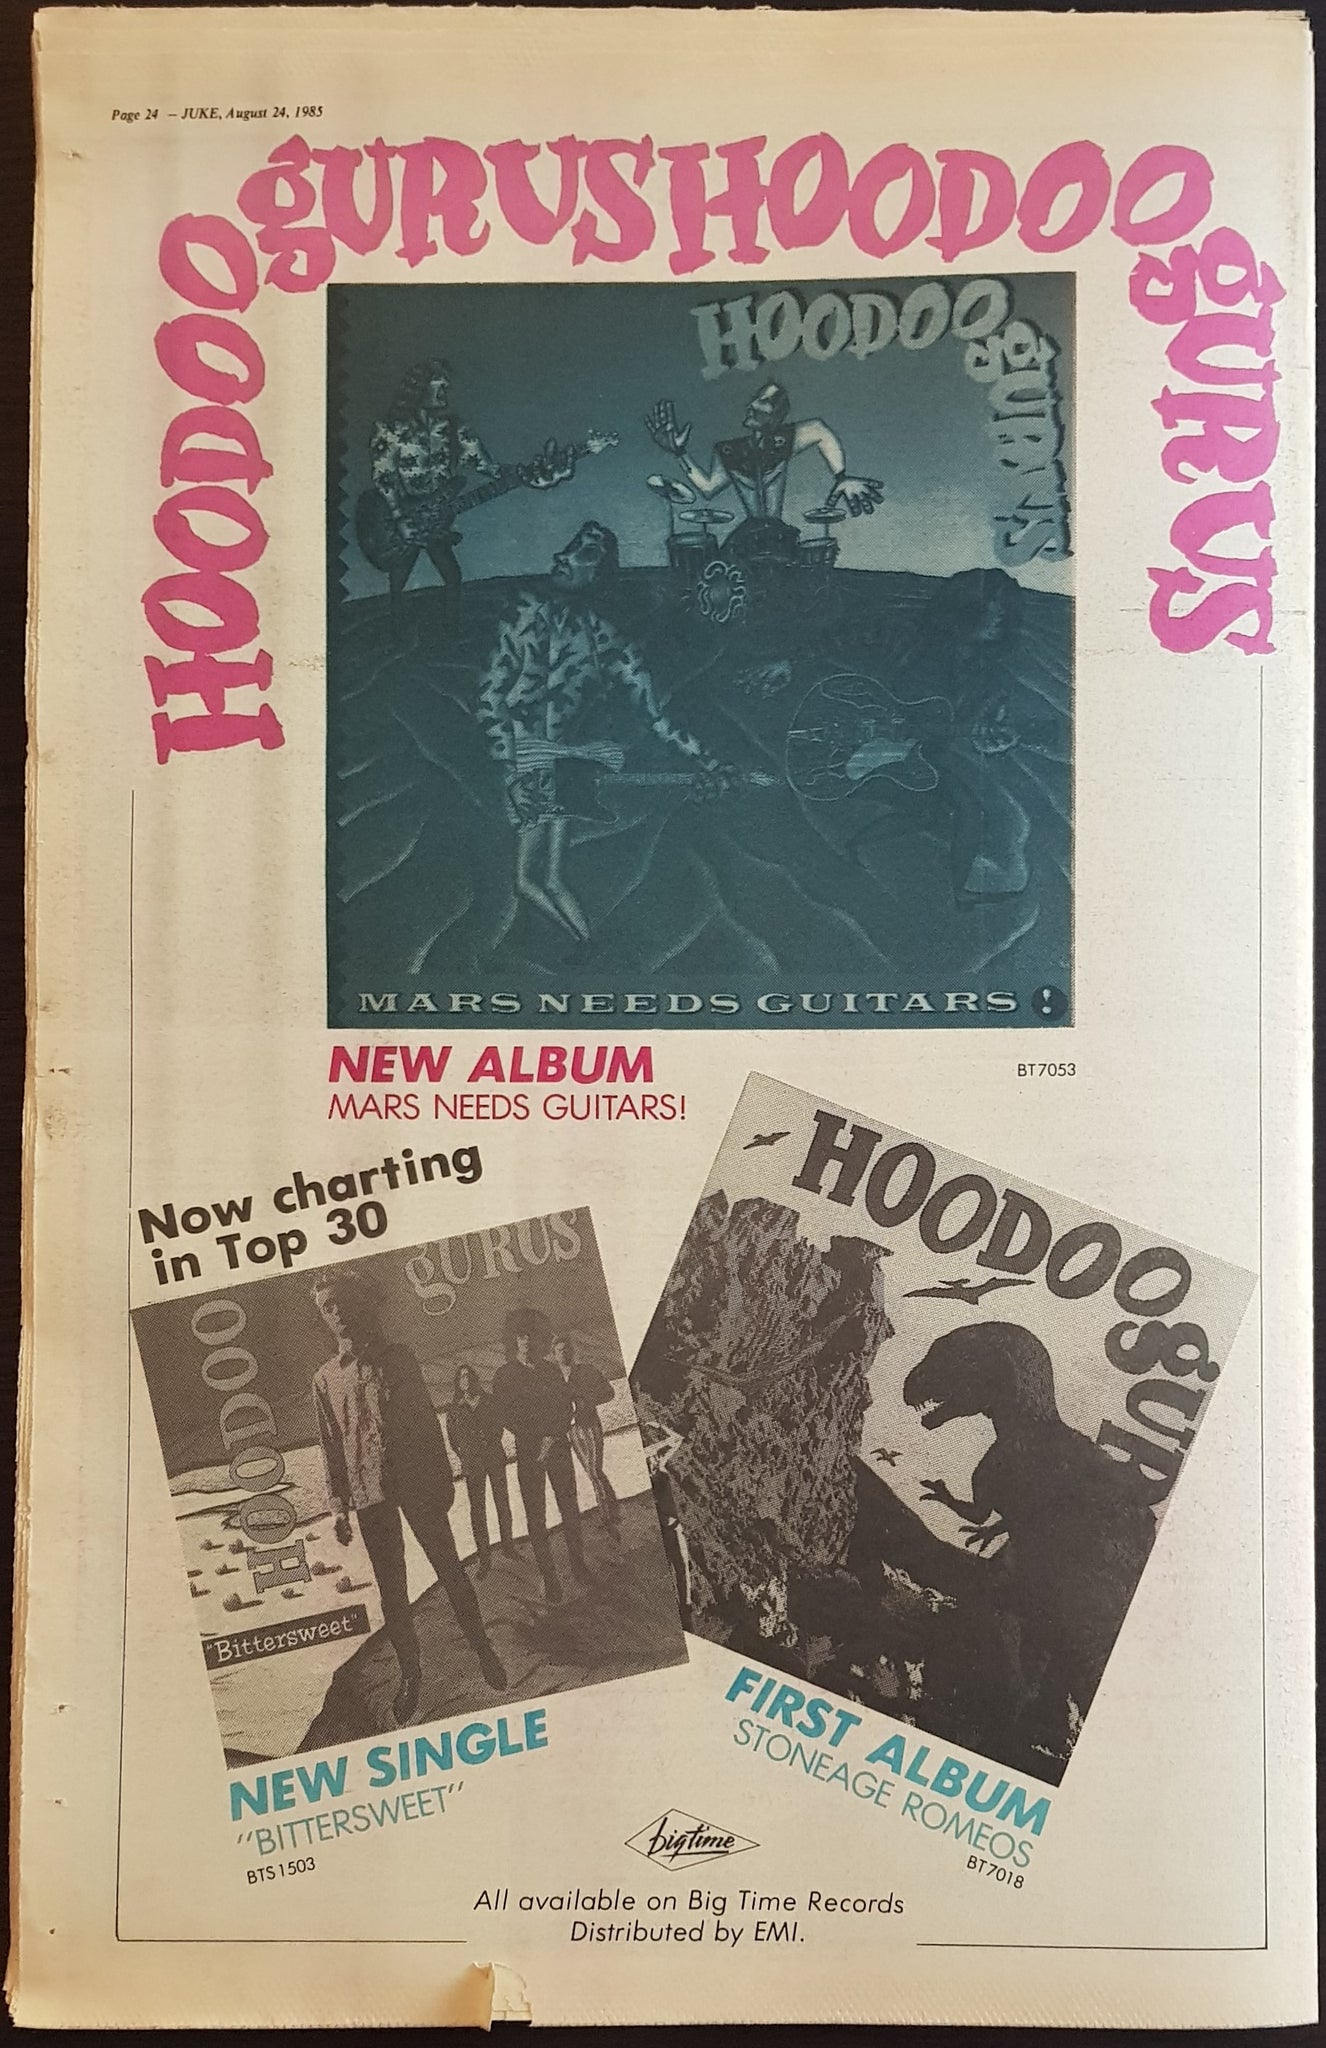 Page 24 — JUKE, August 24, 1985
HOODOO gURUS HOODOO gURUS
HOODOO gURUS
MARS NEEDS GUITARS!
NEW ALBUM
MARS NEEDS GUITARS!
BT7053
Now charting
in Top 30
HOODOO gURUS
"Bittersweet"
NEW SINGLE
"BITTERSWEET"
BTS1503
HOODOO gUR
FIRST ALBUM
STONEAGE ROMEOS
BT7018
bigtime
All available on Big Time Records
Distributed by EMI.